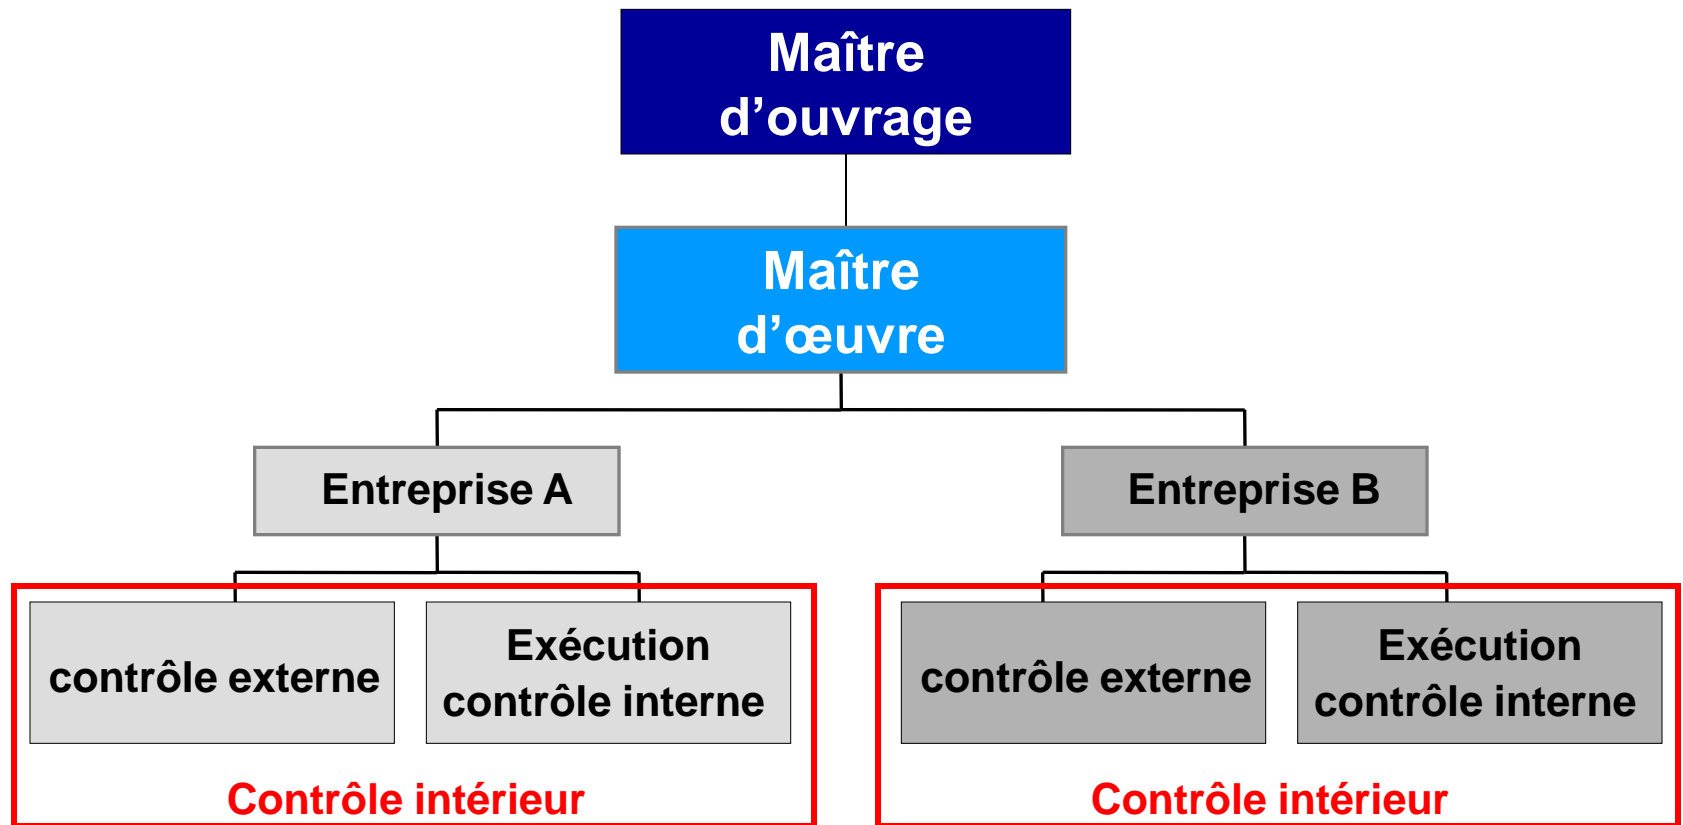 Maître
d’ouvrage
Maître
d’œuvre
Entreprise A
Entreprise B
contrôle externe
Exécution
contrôle interne
contrôle externe
Exécution
contrôle interne
Contrôle intérieur
Contrôle intérieur